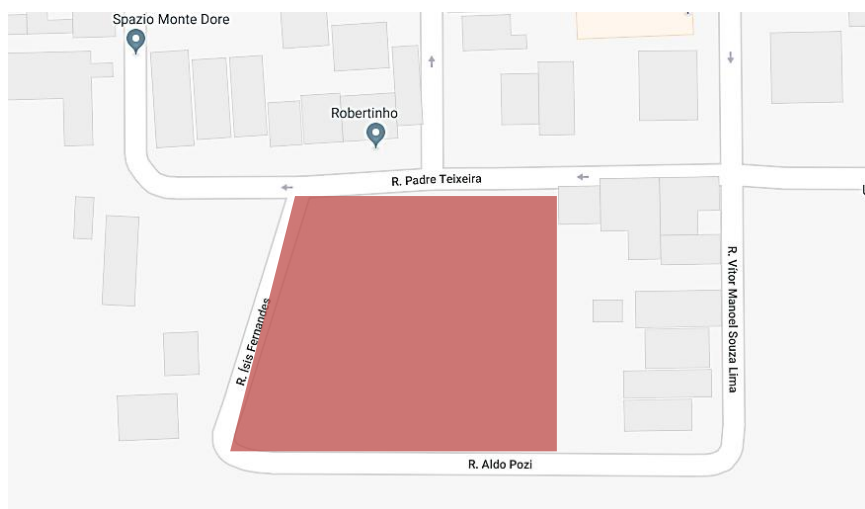 Spazio Monte Dore
Robertinho
R. Padre Teixeira
R. Ísis Fernandes
R. Vítor Manoel Souza Lima
R. Aldo Pozi